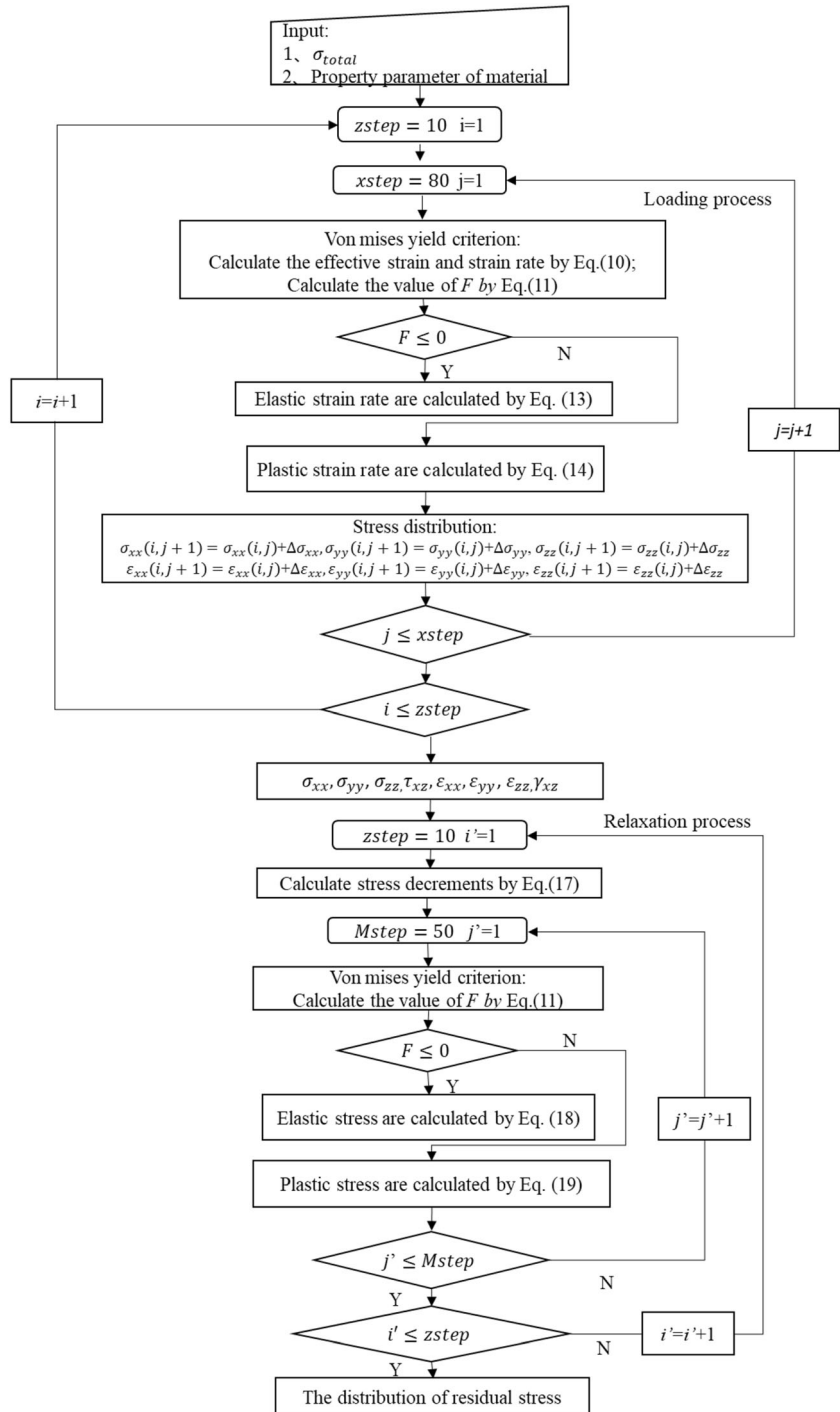 Input:
1、 𝜎𝑡𝑜𝑡𝑎𝑙
2、 Property parameter of material
𝑧𝑠𝑡𝑒𝑝 = 10 i=1
𝑥𝑠𝑡𝑒𝑝 = 80 j=1
Loading process
Von mises yield criterion:
Calculate the effective strain and strain rate by Eq.(10);
Calculate the value of F by Eq.(11)
F ≤ 0
N
Y
i=i+1
Elastic strain rate are calculated by Eq. (13)
j=j+1
Plastic strain rate are calculated by Eq. (14)
Stress distribution:
σxx(i, j + 1) = σxx(i, j)+Δσxx, σyy(i, j + 1) = σyy(i, j)+Δσyy, σzz(i, j + 1) = σzz(i, j)+Δσzz
εxx(i, j + 1) = εxx(i, j)+Δεxx, εyy(i, j + 1) = εyy(i, j)+Δεyy, εzz(i, j + 1) = εzz(i, j)+Δεzz
j ≤ xstep
i ≤ zstep
σxx, σyy, σzz, τxz, εxx, εyy, εzz, γxz
Relaxation process
zstep = 10 i'=1
Calculate stress decrements by Eq.(17)
Mstep = 50 j'=1
Von mises yield criterion:
Calculate the value of F by Eq.(11)
F ≤ 0
N
Y
Elastic stress are calculated by Eq. (18)
j'=j'+1
Plastic stress are calculated by Eq. (19)
j' ≤ Mstep
N
Y
i′ ≤ zstep
N
i'=i'+1
Y
The distribution of residual stress